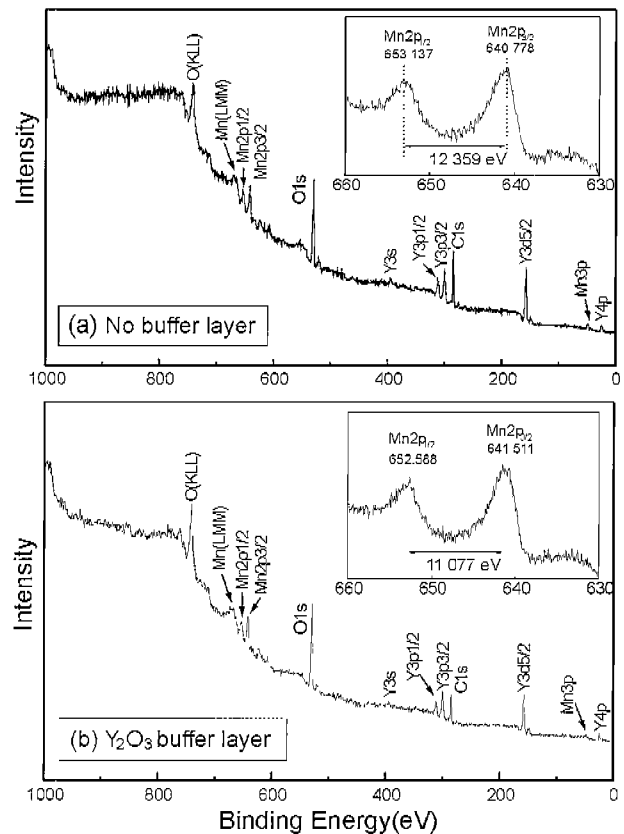 Mn2p1/2
653 137
Mn2p3/2
640 778
12 359 eV
660 650 640 630
O(KLL)
Mn(LMM)
Mn2p1/2
Mn2p3/2
O1s
Y3s
Y3p1/2
Y3p3/2
C1s
Y3d5/2
Mn3p
Y4p
Intensity
(a) No buffer layer
1000 800 600 400 200 0
Mn2p1/2
652.588
Mn2p3/2
641 511
11 077 eV
660 650 640 630
O(KLL)
Mn(LMM)
Mn2p1/2
Mn2p3/2
O1s
Y3s
Y3p1/2
Y3p3/2
C1s
Y3d5/2
Mn3p
Y4p
Intensity
(b) Y₂O₃ buffer layer
1000 800 600 400 200 0
Binding Energy(eV)